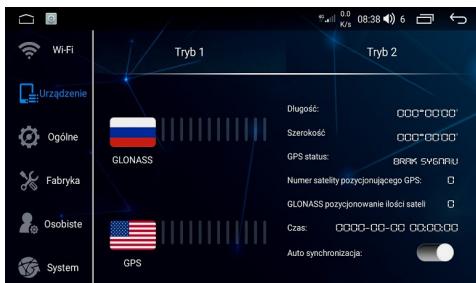 4G 0.0 K/s 08:38 6
Wi-Fi
Urządzenie
Ogólne
Fabryka
Osobiste
System
Tryb 1 Tryb 2
GLONASS
GPS
Długość: 000°00'00'
Szerokość 000°00'00'
GPS status: BRAK SYGNAŁU
Numer satelity pozycjonującego GPS: 0
GLONASS pozycjonowanie ilości sateli 0
Czas: 0000-00-00 00:00:00
Auto synchronizacja: